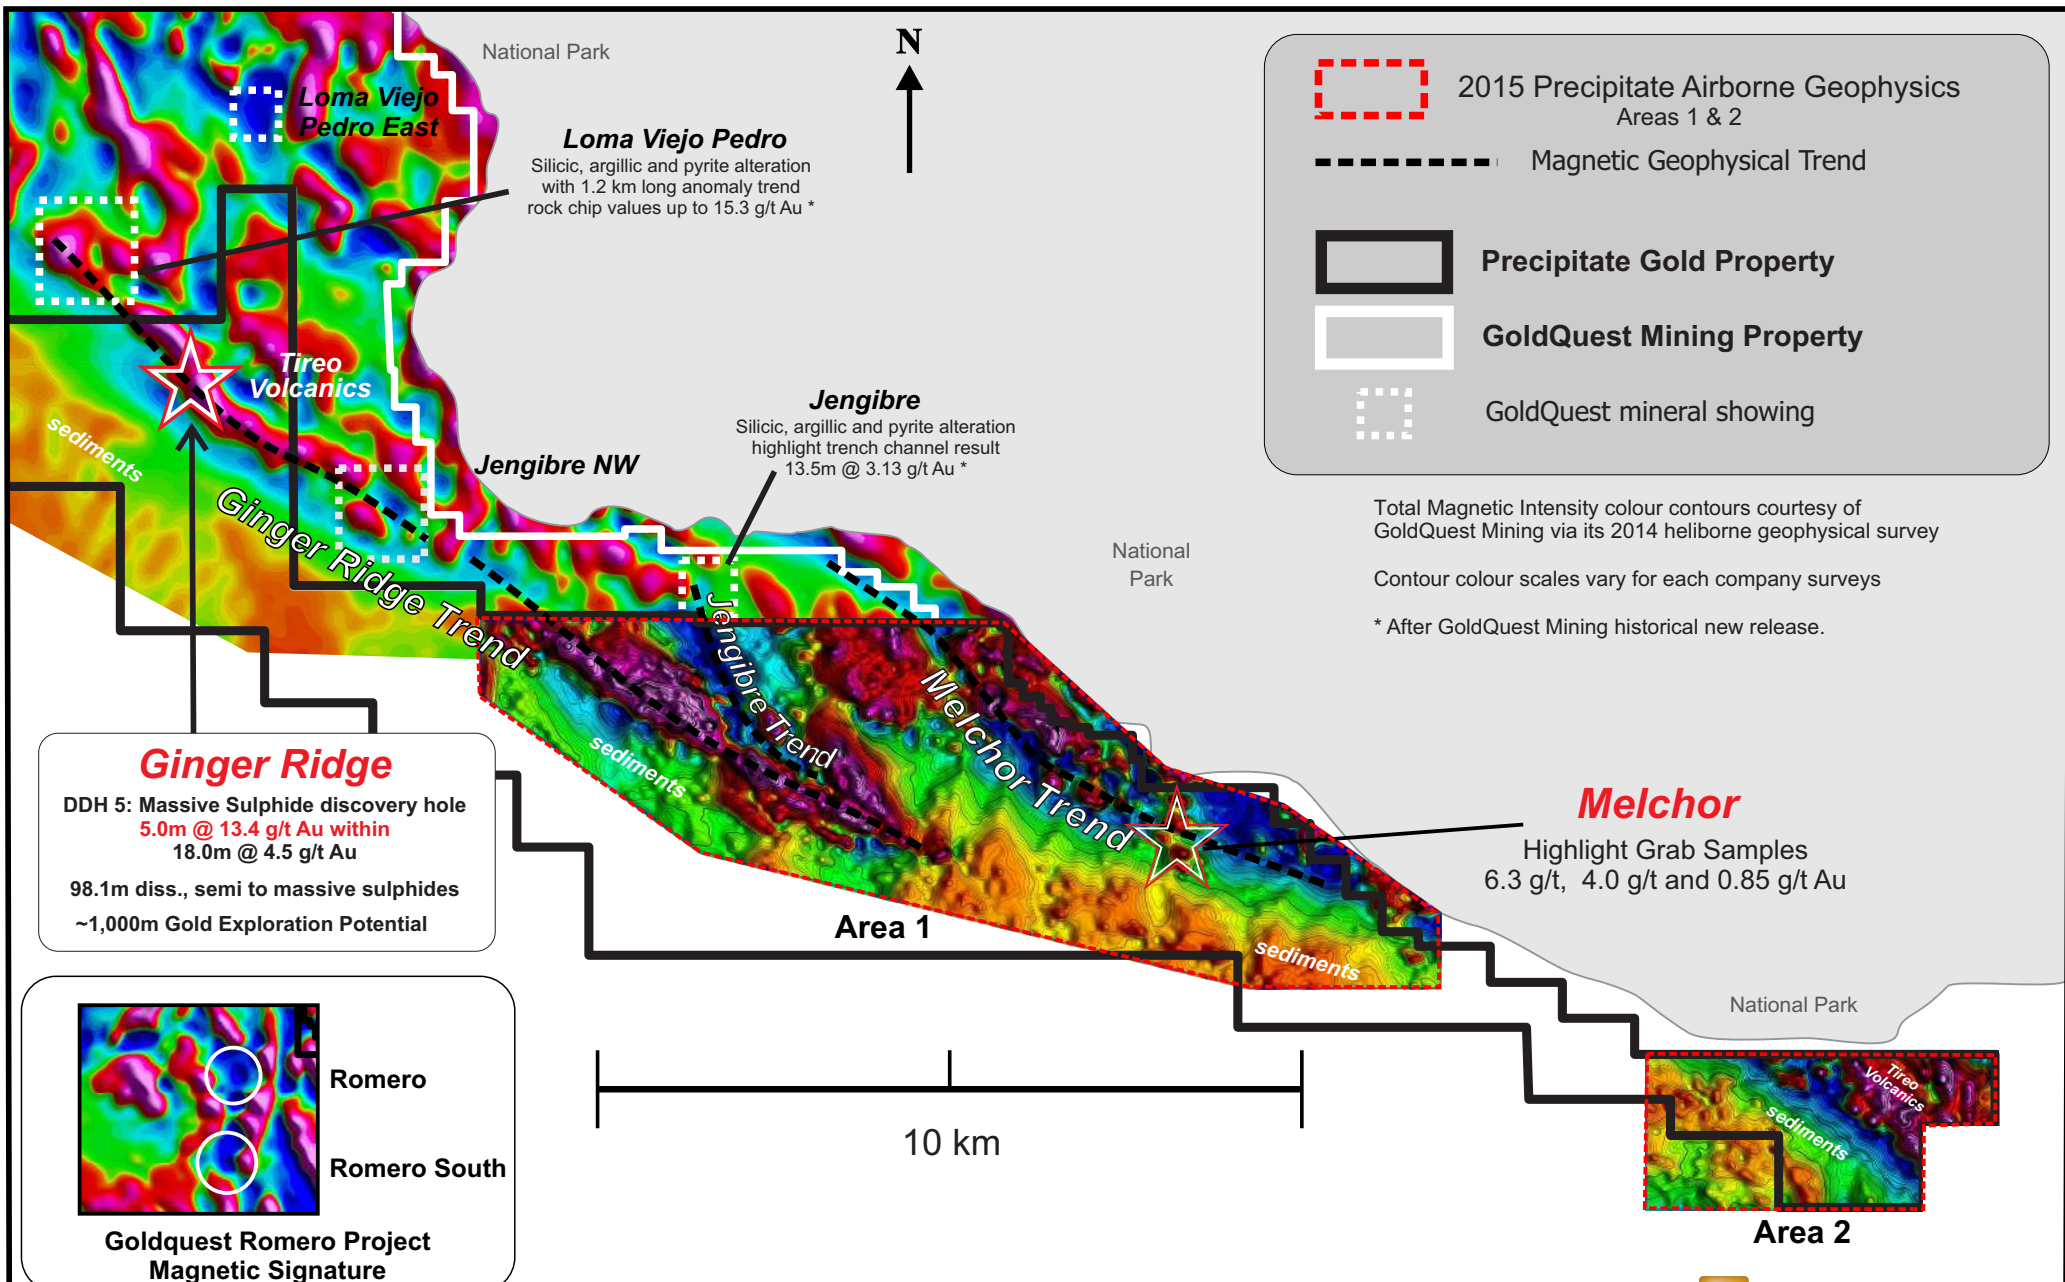 National Park
N
Loma Viejo
Pedro East
Loma Viejo Pedro
Silicic, argillic and pyrite alteration
with 1.2 km long anomaly trend
rock chip values up to 15.3 g/t Au *
2015 Precipitate Airborne Geophysics
Areas 1 & 2
Magnetic Geophysical Trend
Precipitate Gold Property
GoldQuest Mining Property
GoldQuest mineral showing
Tireo
Volcanics
sediments
Jengibre
Silicic, argillic and pyrite alteration
highlight trench channel result
13.5m @ 3.13 g/t Au *
Jengibre NW
Ginger Ridge Trend
Total Magnetic Intensity colour contours courtesy of
GoldQuest Mining via its 2014 heliborne geophysical survey
Contour colour scales vary for each company surveys
* After GoldQuest Mining historical new release.
National
Park
Jengibre Trend
Melchor Trend
sediments
Ginger Ridge
DDH 5: Massive Sulphide discovery hole
5.0m @ 13.4 g/t Au within
18.0m @ 4.5 g/t Au
98.1m diss., semi to massive sulphides
~1,000m Gold Exploration Potential
Melchor
Highlight Grab Samples
6.3 g/t, 4.0 g/t and 0.85 g/t Au
Area 1
sediments
National Park
Romero
Romero South
Goldquest Romero Project
Magnetic Signature
10 km
Tireo
Volcanics
sediments
Area 2